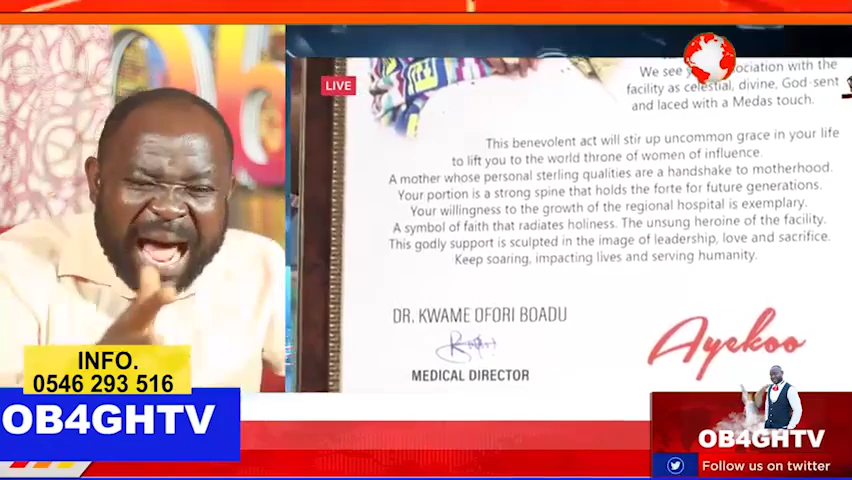 LIVE
We see
ociation with the
facility as celestial, divine, God-sent
and laced with a Medas touch.
This benevolent act will stir up uncommon grace in your life
to lift you to the world throne of women of influence.
A mother whose personal sterling qualities are a handshake to motherhood.
Your portion is a strong spine that holds the forte for future generations.
Your willingness to the growth of the regional hospital is exemplary.
A symbol of faith that radiates holiness. The unsung heroine of the facility.
This godly support is sculpted in the image of leadership, love and sacrifice.
Keep soaring, impacting lives and serving humanity.
DR. KWAME OFORI BOADU
MEDICAL DIRECTOR
Ayekoo
INFO.
0546 293 516
OB4GHTV
OB4GHTV
Follow us on twitter